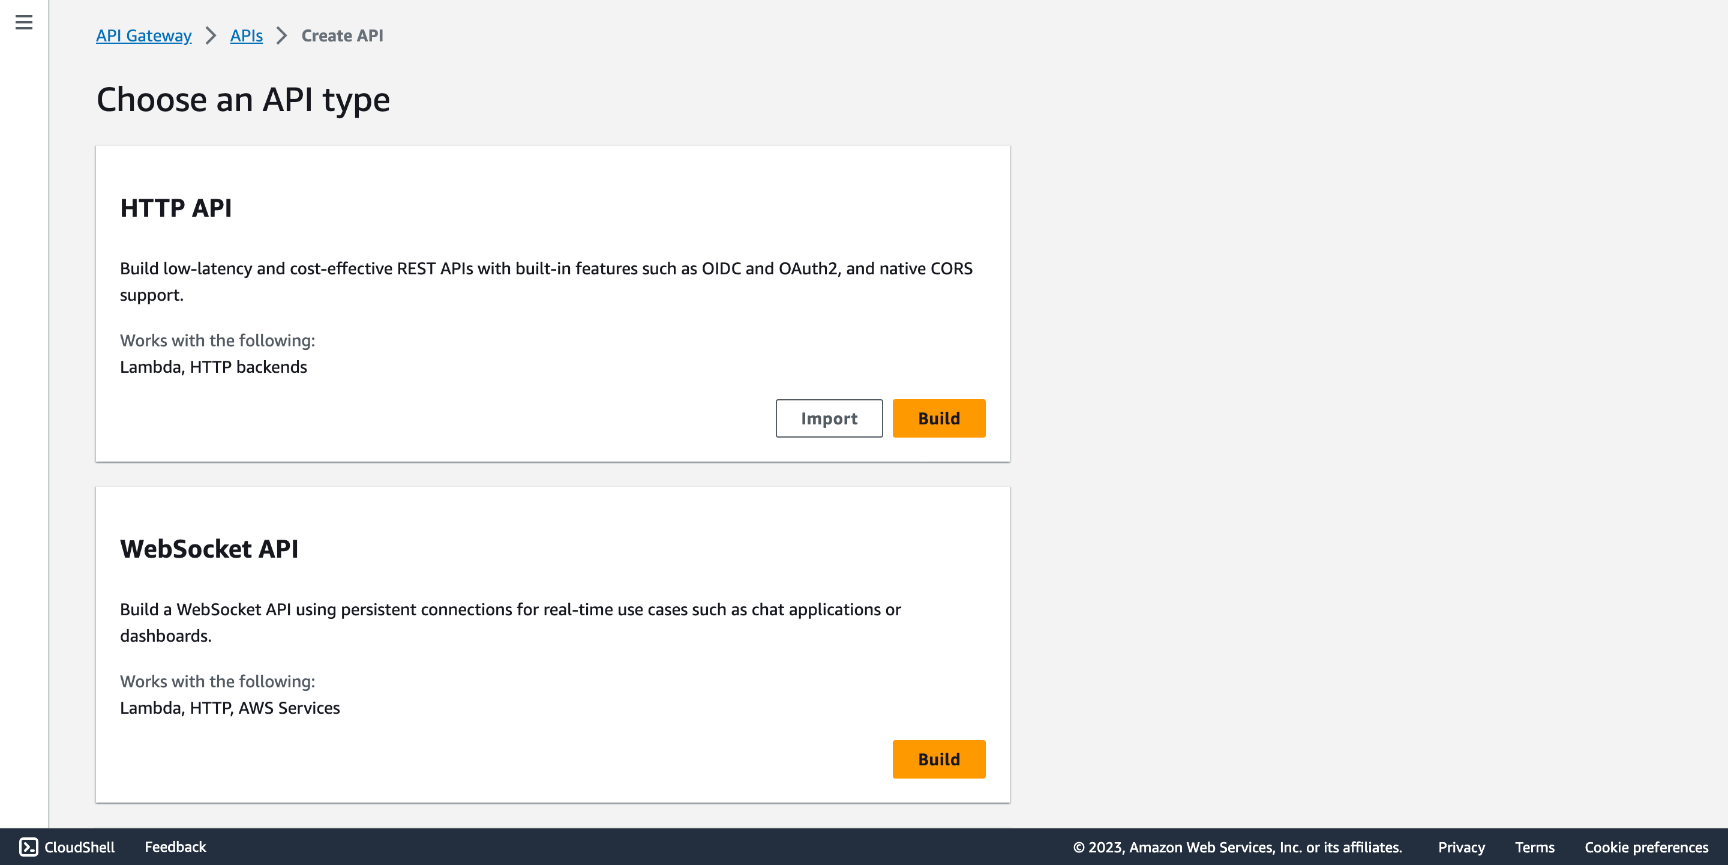 API Gateway > APIs > Create API
Choose an API type
HTTP API
Build low-latency and cost-effective REST APIs with built-in features such as OIDC and OAuth2, and native CORS
support.
Works with the following:
Lambda, HTTP backends
Import Build
WebSocket API
Build a WebSocket API using persistent connections for real-time use cases such as chat applications or
dashboards.
Works with the following:
Lambda, HTTP, AWS Services
Build
CloudShell Feedback © 2023, Amazon Web Services, Inc. or its affiliates. Privacy Terms Cookie preferences